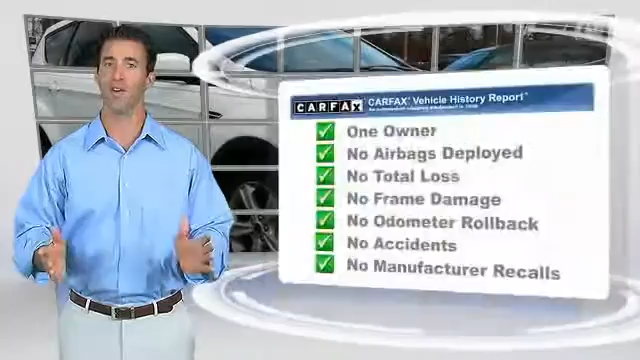 CARFAX CARFAX Vehicle History Report
One Owner
No Airbags Deployed
No Total Loss
No Frame Damage
No Odometer Rollback
No Accidents
No Manufacturer Recalls